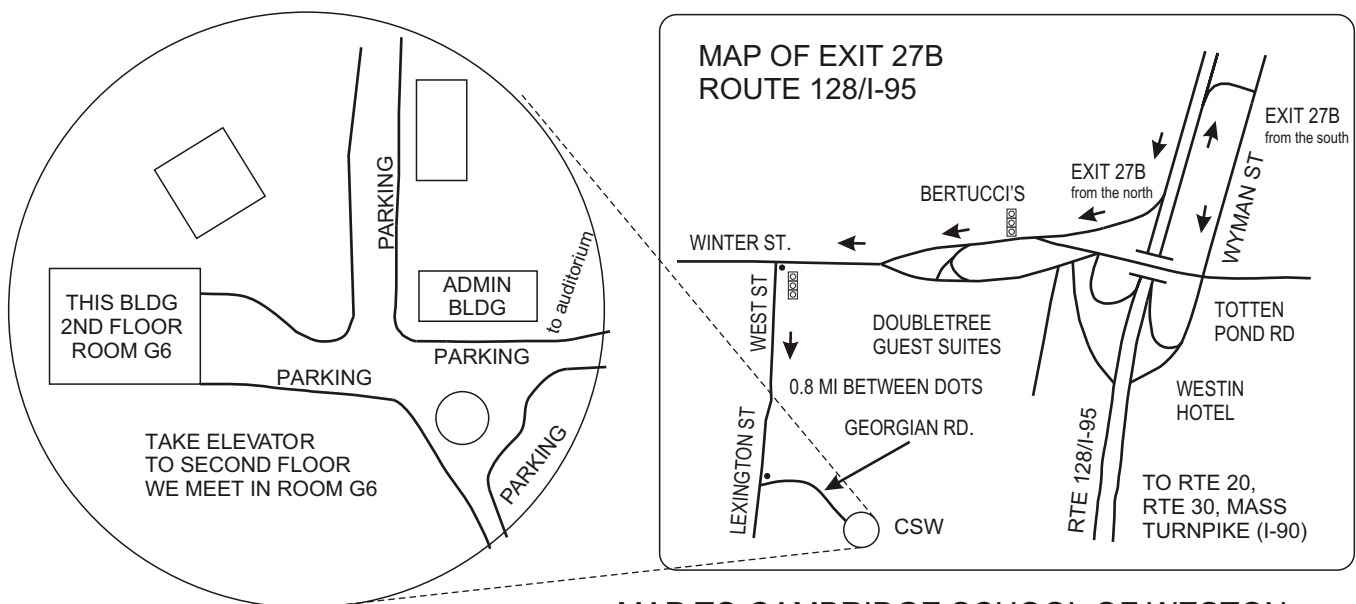 PARKING
THIS BLDG
2ND FLOOR
ROOM G6
ADMIN
BLDG
to auditorium
PARKING
PARKING
PARKING
TAKE ELEVATOR
TO SECOND FLOOR
WE MEET IN ROOM G6
MAP OF EXIT 27B
ROUTE 128/I-95
EXIT 27B
from the south
EXIT 27B
from the north
WYMAN ST
BERTUCCI'S
WINTER ST.
WEST ST
DOUBLETREE
GUEST SUITES
TOTTEN
POND RD
0.8 MI BETWEEN DOTS
WESTIN
HOTEL
GEORGIAN RD.
LEXINGTON ST
RTE 128/I-95
CSW
TO RTE 20,
RTE 30, MASS
TURNPIKE (I-90)
MAP TO CAMBRIDGE SCHOOL OF WESTON